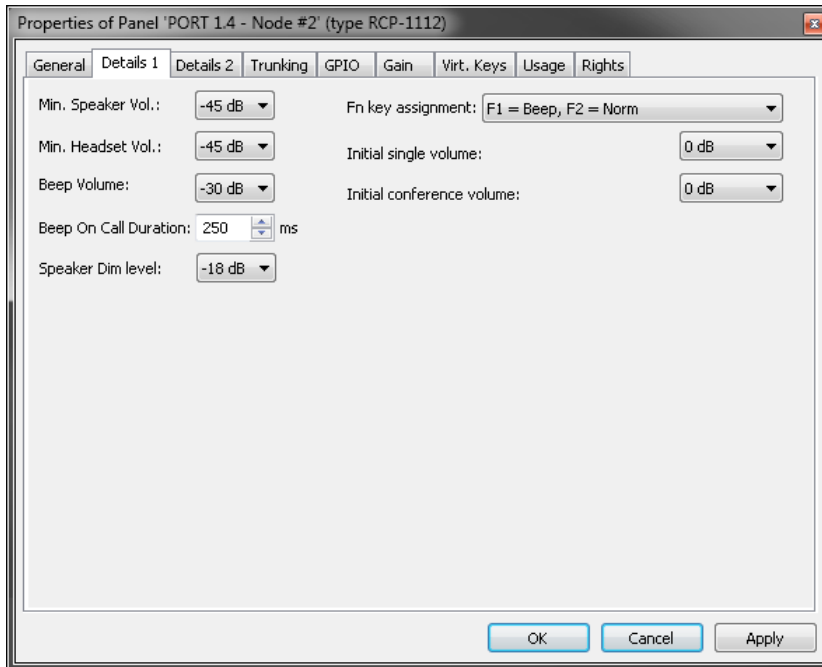 Properties of Panel 'PORT 1.4 - Node #2' (type RCP-1112)
General Details 1 Details 2 Trunking GPIO Gain Virt. Keys Usage Rights
Min. Speaker Vol.: -45 dB Fn key assignment: F1 = Beep, F2 = Norm
Min. Headset Vol.: -45 dB Initial single volume: 0 dB
Beep Volume: -30 dB Initial conference volume: 0 dB
Beep On Call Duration: 250 ms
Speaker Dim level: -18 dB
OK Cancel Apply